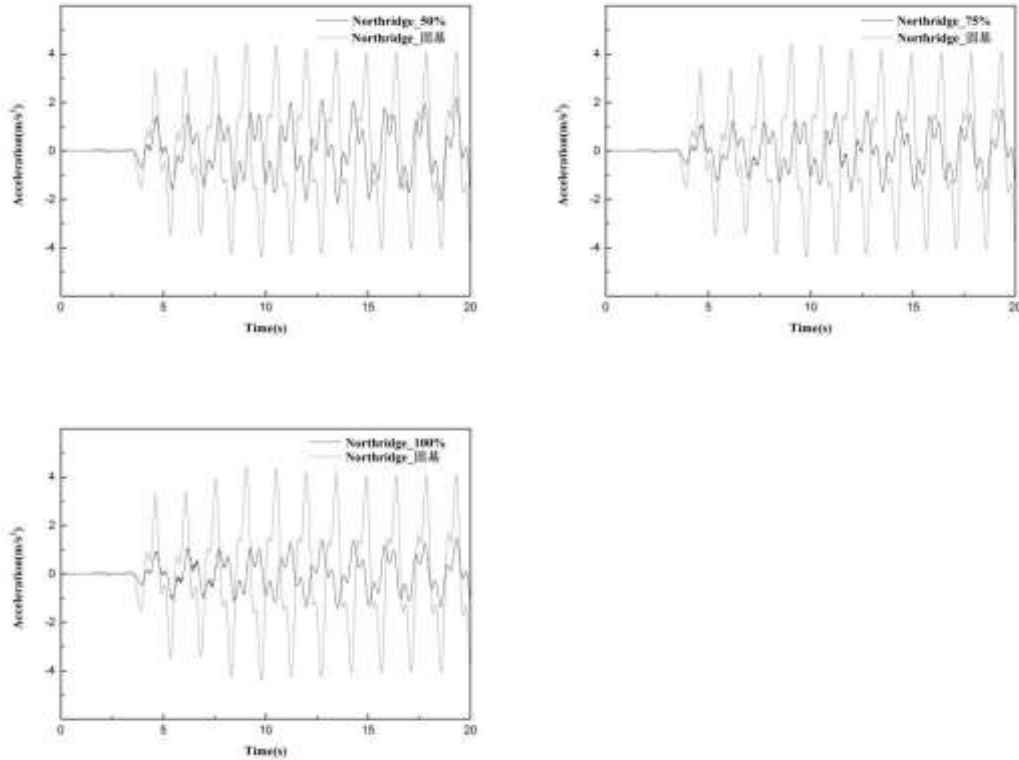 Northridge_50%
Northridge_固基
Acceleration(m/s²)
4
2
0
-2
-4
0
5
10
15
20
Time(s)
Northridge_75%
Northridge_固基
Acceleration(m/s²)
4
2
0
-2
-4
0
5
10
15
20
Time(s)
Northridge_100%
Northridge_固基
Acceleration(m/s²)
4
2
0
-2
-4
0
5
10
15
20
Time(s)